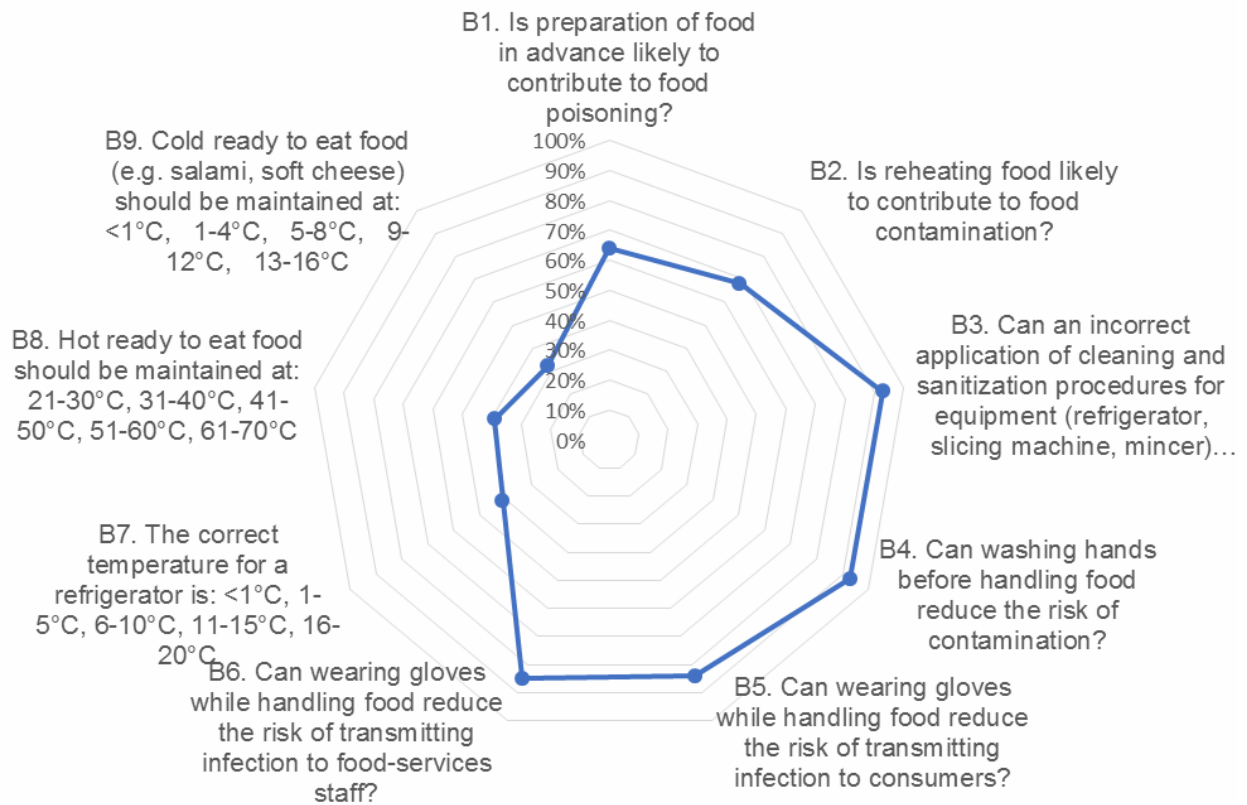 B1. Is preparation of food
in advance likely to
contribute to food
poisoning?
B2. Is reheating food likely
to contribute to food
contamination?
B3. Can an incorrect
application of cleaning and
sanitization procedures for
equipment (refrigerator,
slicing machine, mincer)…
B4. Can washing hands
before handling food
reduce the risk of
contamination?
B5. Can wearing gloves
while handling food reduce
the risk of transmitting
infection to consumers?
B6. Can wearing gloves
while handling food reduce
the risk of transmitting
infection to food-services
staff?
B7. The correct
temperature for a
refrigerator is: <1°C, 1-
5°C, 6-10°C, 11-15°C, 16-
20°C
B8. Hot ready to eat food
should be maintained at:
21-30°C, 31-40°C, 41-
50°C, 51-60°C, 61-70°C
B9. Cold ready to eat food
(e.g. salami, soft cheese)
should be maintained at:
<1°C, 1-4°C, 5-8°C, 9-
12°C, 13-16°C
100%
90%
80%
70%
60%
50%
40%
30%
20%
10%
0%